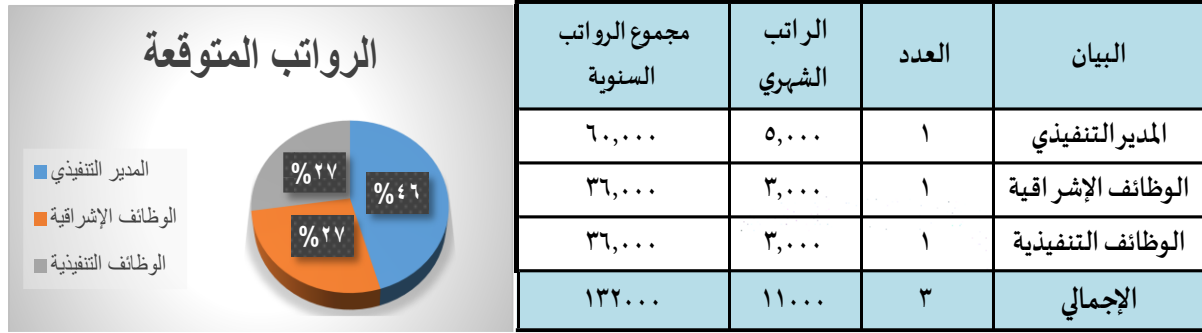 الرواتب المتوقعة
%٤٦
%٢٧
%٢٧
المدير التنفيذي
الوظائف الإشراقية
الوظائف التنفيذية
البيان العدد الراتب الشهري مجموع الرواتب السنوية
المدير التنفيذي ١ ٥,٠٠٠ ٦٠,٠٠٠
الوظائف الإشراقية ١ ٣,٠٠٠ ٣٦,٠٠٠
الوظائف التنفيذية ١ ٣,٠٠٠ ٣٦,٠٠٠
الإجمالي ٣ ١١٠٠٠ ١٣٢٠٠٠